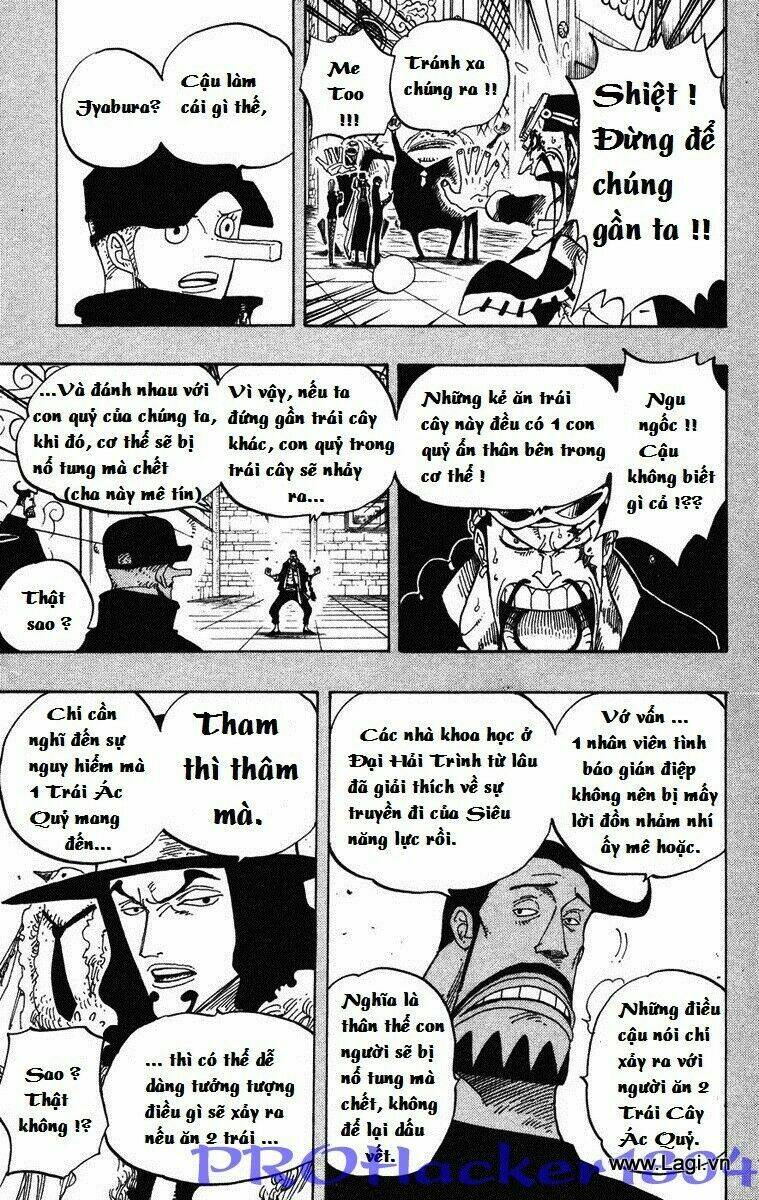 Shiệt !
Đừng để
chúng
gần ta !!
Tránh xa
chúng ra !!
Me
Too
!!!
Cậu làm
cái gì thế,
Jyabura?
Ngu
ngốc !!
Cậu
không biết
gì cả !??
Những kẻ ăn trái
cây này đều có 1 con
quỷ ẩn thân bên trong
cơ thể !
Vì vậy, nếu ta
đứng gần trái cây
khác, con quỷ trong
trái cây sẽ nhảy
ra...
...Và đánh nhau với
con quỷ của chúng ta,
khi đó, cơ thể sẽ bị
nổ tung mà chết
(cha này mê tín)
Thật
sao ?
Vớ vẩn ...
1 nhân viên tình
báo gián điệp
không nên bị mấy
lời đồn nhảm nhí
ấy mê hoặc.
Các nhà khoa học ở
Đại Hải Trình từ lâu
đã giải thích về sự
truyền đi của Siêu
năng lực rồi.
Những điều
cậu nói chỉ
xảy ra với
người ăn 2
Trái Cây
Ác Quỷ.
Nghĩa là
thân thể con
người sẽ bị
nổ tung mà
chết, không
để lại dấu
vết.
Tham
thì thâm
mà.
Chỉ cần
nghĩ đến sự
nguy hiểm mà
1 Trái Ác
Quỷ mang
đến...
... thì có thể dễ
dàng tưởng tượng
điều gì sẽ xảy ra
nếu ăn 2 trái ...
Sao ?
Thật
không !?
PROHacker1804
www.Lagi.vn